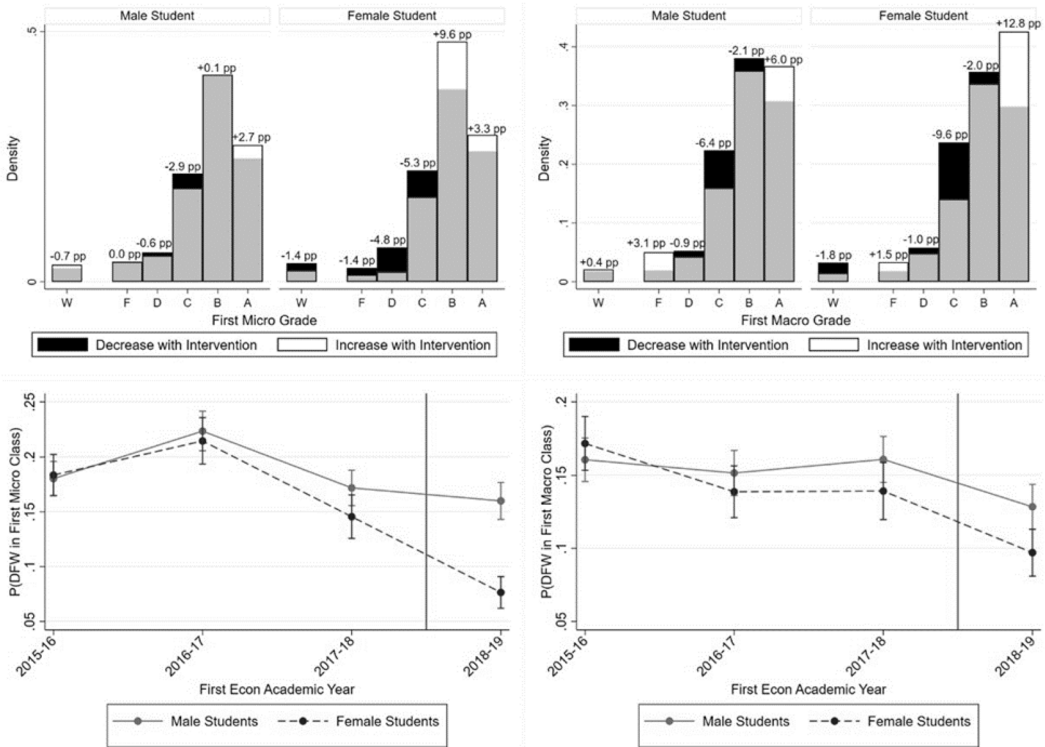 Male Student
Female Student
Density
.5
0
-0.7 pp
0.0 pp
-0.6 pp
-2.9 pp
+0.1 pp
+2.7 pp
-1.4 pp
-1.4 pp
-4.8 pp
-5.3 pp
+9.6 pp
+3.3 pp
W F D C B A
W F D C B A
First Micro Grade
Decrease with Intervention
Increase with Intervention
Male Student
Female Student
Density
.4
.3
.2
.1
0
+0.4 pp
+3.1 pp
-0.9 pp
-6.4 pp
-2.1 pp
+6.0 pp
-1.8 pp
+1.5 pp
-1.0 pp
-9.6 pp
-2.0 pp
+12.8 pp
W F D C B A
W F D C B A
First Macro Grade
Decrease with Intervention
Increase with Intervention
P(DFW in First Micro Class)
.25
.2
.15
.1
.05
2015-16
2016-17
2017-18
2018-19
First Econ Academic Year
Male Students
Female Students
P(DFW in First Macro Class)
.2
.15
.1
.05
2015-16
2016-17
2017-18
2018-19
First Econ Academic Year
Male Students
Female Students